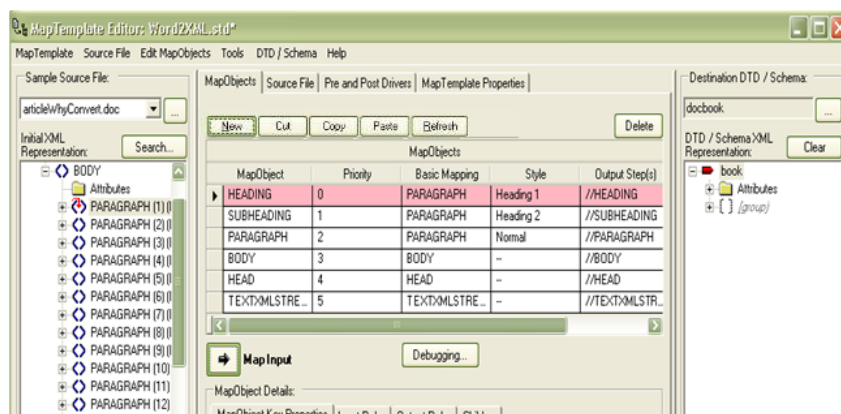 MapTemplate Editor: Word2XML.std*
MapTemplate Source File Edit MapObjects Tools DTD / Schema Help
Sample Source File:
articleWhyConvert.doc ...
Initial XML
Representation: Search...
BODY
Attributes
PARAGRAPH (1) (I
PARAGRAPH (2) (I
PARAGRAPH (3) (I
PARAGRAPH (4) (I
PARAGRAPH (5) (I
PARAGRAPH (6) (I
PARAGRAPH (7) (I
PARAGRAPH (8) (I
PARAGRAPH (9) (I
PARAGRAPH (10)
PARAGRAPH (11)
PARAGRAPH (12)
MapObjects Source File Pre and Post Drivers MapTemplate Properties
New Cut Copy Paste Refresh Delete
MapObjects
MapObject Priority Basic Mapping Style Output Step(s)
HEADING 0 PARAGRAPH Heading 1 //HEADING
SUBHEADING 1 PARAGRAPH Heading 2 //SUBHEADING
PARAGRAPH 2 PARAGRAPH Normal //PARAGRAPH
BODY 3 BODY -- //BODY
HEAD 4 HEAD -- //HEAD
TEXTXMLSTRE... 5 TEXTXMLSTRE... -- //TEXTXMLSTR...
Map Input Debugging...
MapObject Details:
MapObject Key Properties
Destination DTD / Schema:
docbook ...
DTD / Schema XML
Representation: Clear
book
Attributes
[group]